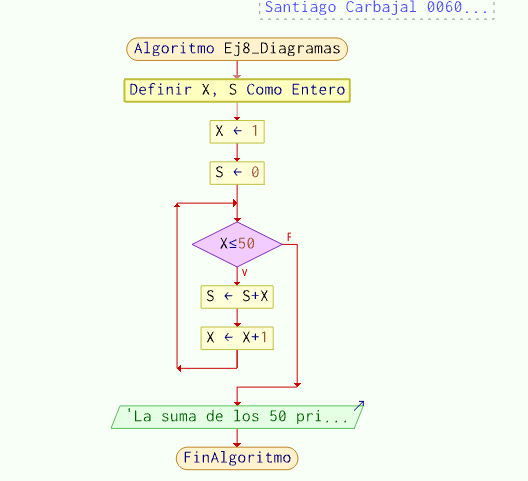 Santiago Carbajal 0060...
Algoritmo Ej8_Diagramas
Definir X, S Como Entero
X ← 1
S ← 0
X≤50
F
V
S ← S+X
X ← X+1
'La suma de los 50 pri...
FinAlgoritmo